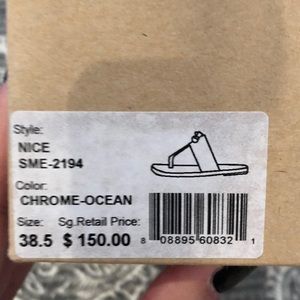 Style:
NICE
SME-2194
Color:
CHROME-OCEAN
Size: Sg.Retail Price:
38.5 $ 150.00
8 08895 60832 1